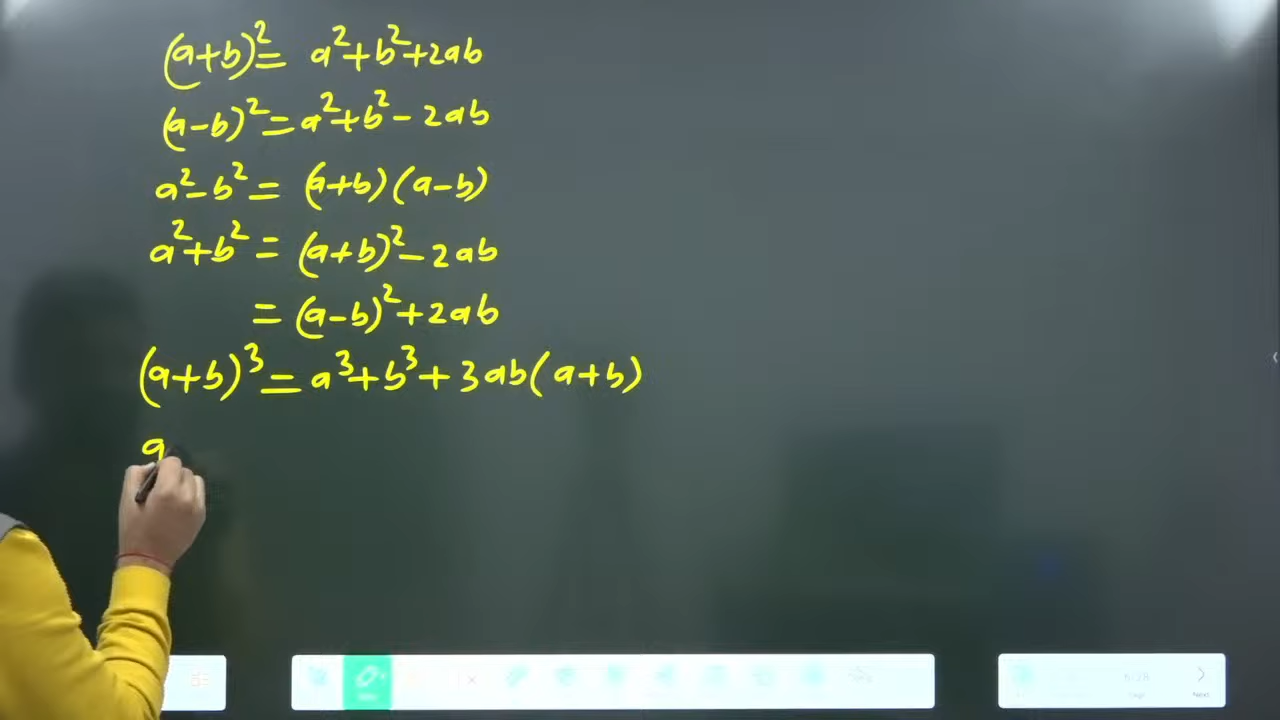 (a+b)²= a²+b²+2ab
(a-b)²=a²+b²-2ab
a²-b²= (a+b)(a-b)
a²+b² = (a+b)²-2ab
= (a-b)²+2ab
(a+b)³=a³+b³+3ab(a+b)
a
Next